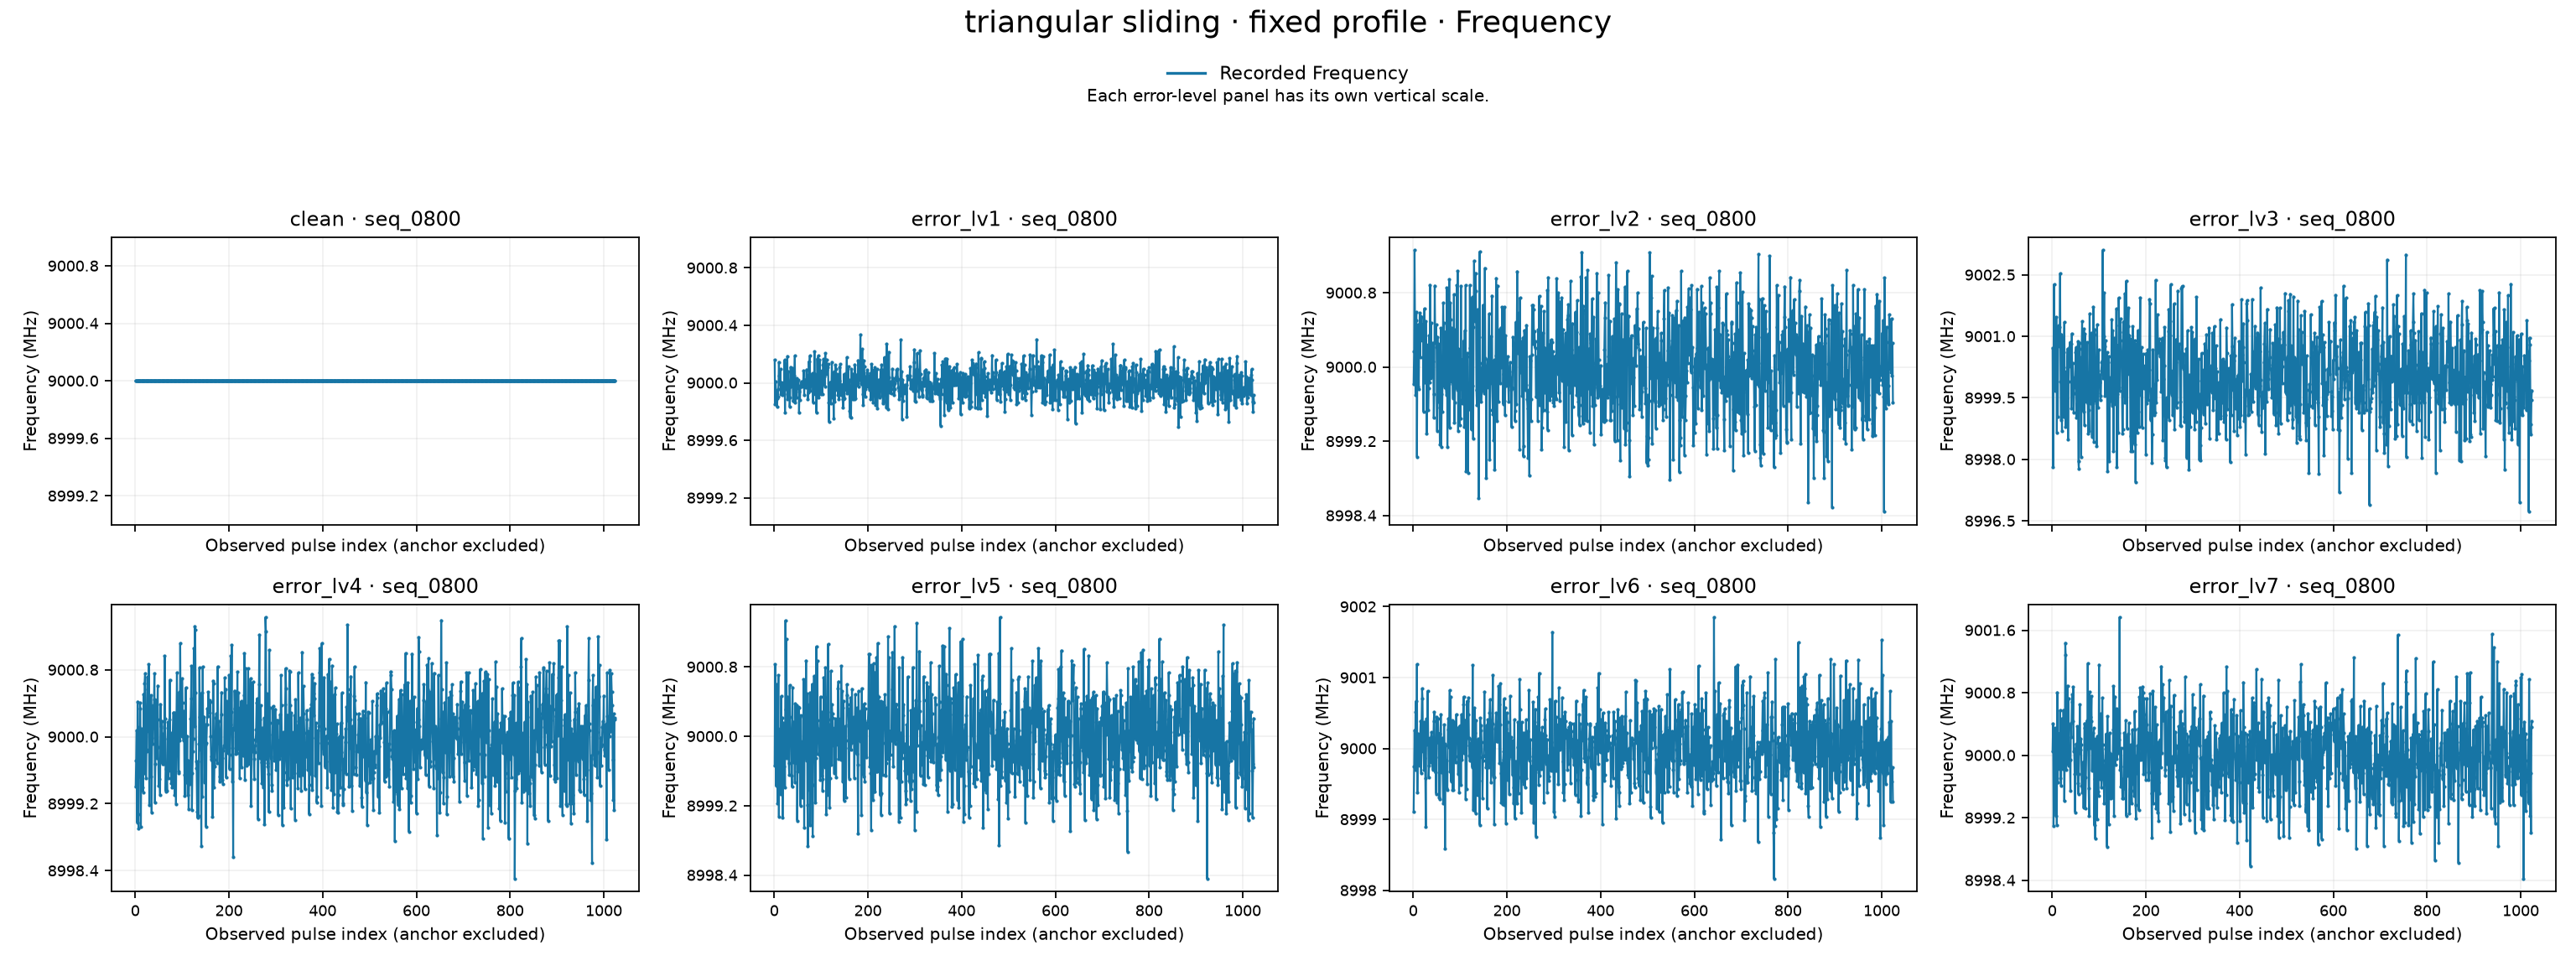 triangular sliding · fixed profile · Frequency
Recorded Frequency
Each error-level panel has its own vertical scale.
clean · seq_0800
error_lv1 · seq_0800
error_lv2 · seq_0800
error_lv3 · seq_0800
Frequency (MHz)
9000.8
9000.4
9000.0
8999.6
8999.2
Observed pulse index (anchor excluded)
Frequency (MHz)
9000.8
9000.4
9000.0
8999.6
8999.2
Observed pulse index (anchor excluded)
Frequency (MHz)
9000.8
9000.0
8999.2
8998.4
Observed pulse index (anchor excluded)
Frequency (MHz)
9002.5
9001.0
8999.5
8998.0
8996.5
Observed pulse index (anchor excluded)
error_lv4 · seq_0800
error_lv5 · seq_0800
error_lv6 · seq_0800
error_lv7 · seq_0800
Frequency (MHz)
9000.8
9000.0
8999.2
8998.4
0 200 400 600 800 1000
Observed pulse index (anchor excluded)
Frequency (MHz)
9000.8
9000.0
8999.2
8998.4
0 200 400 600 800 1000
Observed pulse index (anchor excluded)
Frequency (MHz)
9002
9001
9000
8999
8998
0 200 400 600 800 1000
Observed pulse index (anchor excluded)
Frequency (MHz)
9001.6
9000.8
9000.0
8999.2
8998.4
0 200 400 600 800 1000
Observed pulse index (anchor excluded)